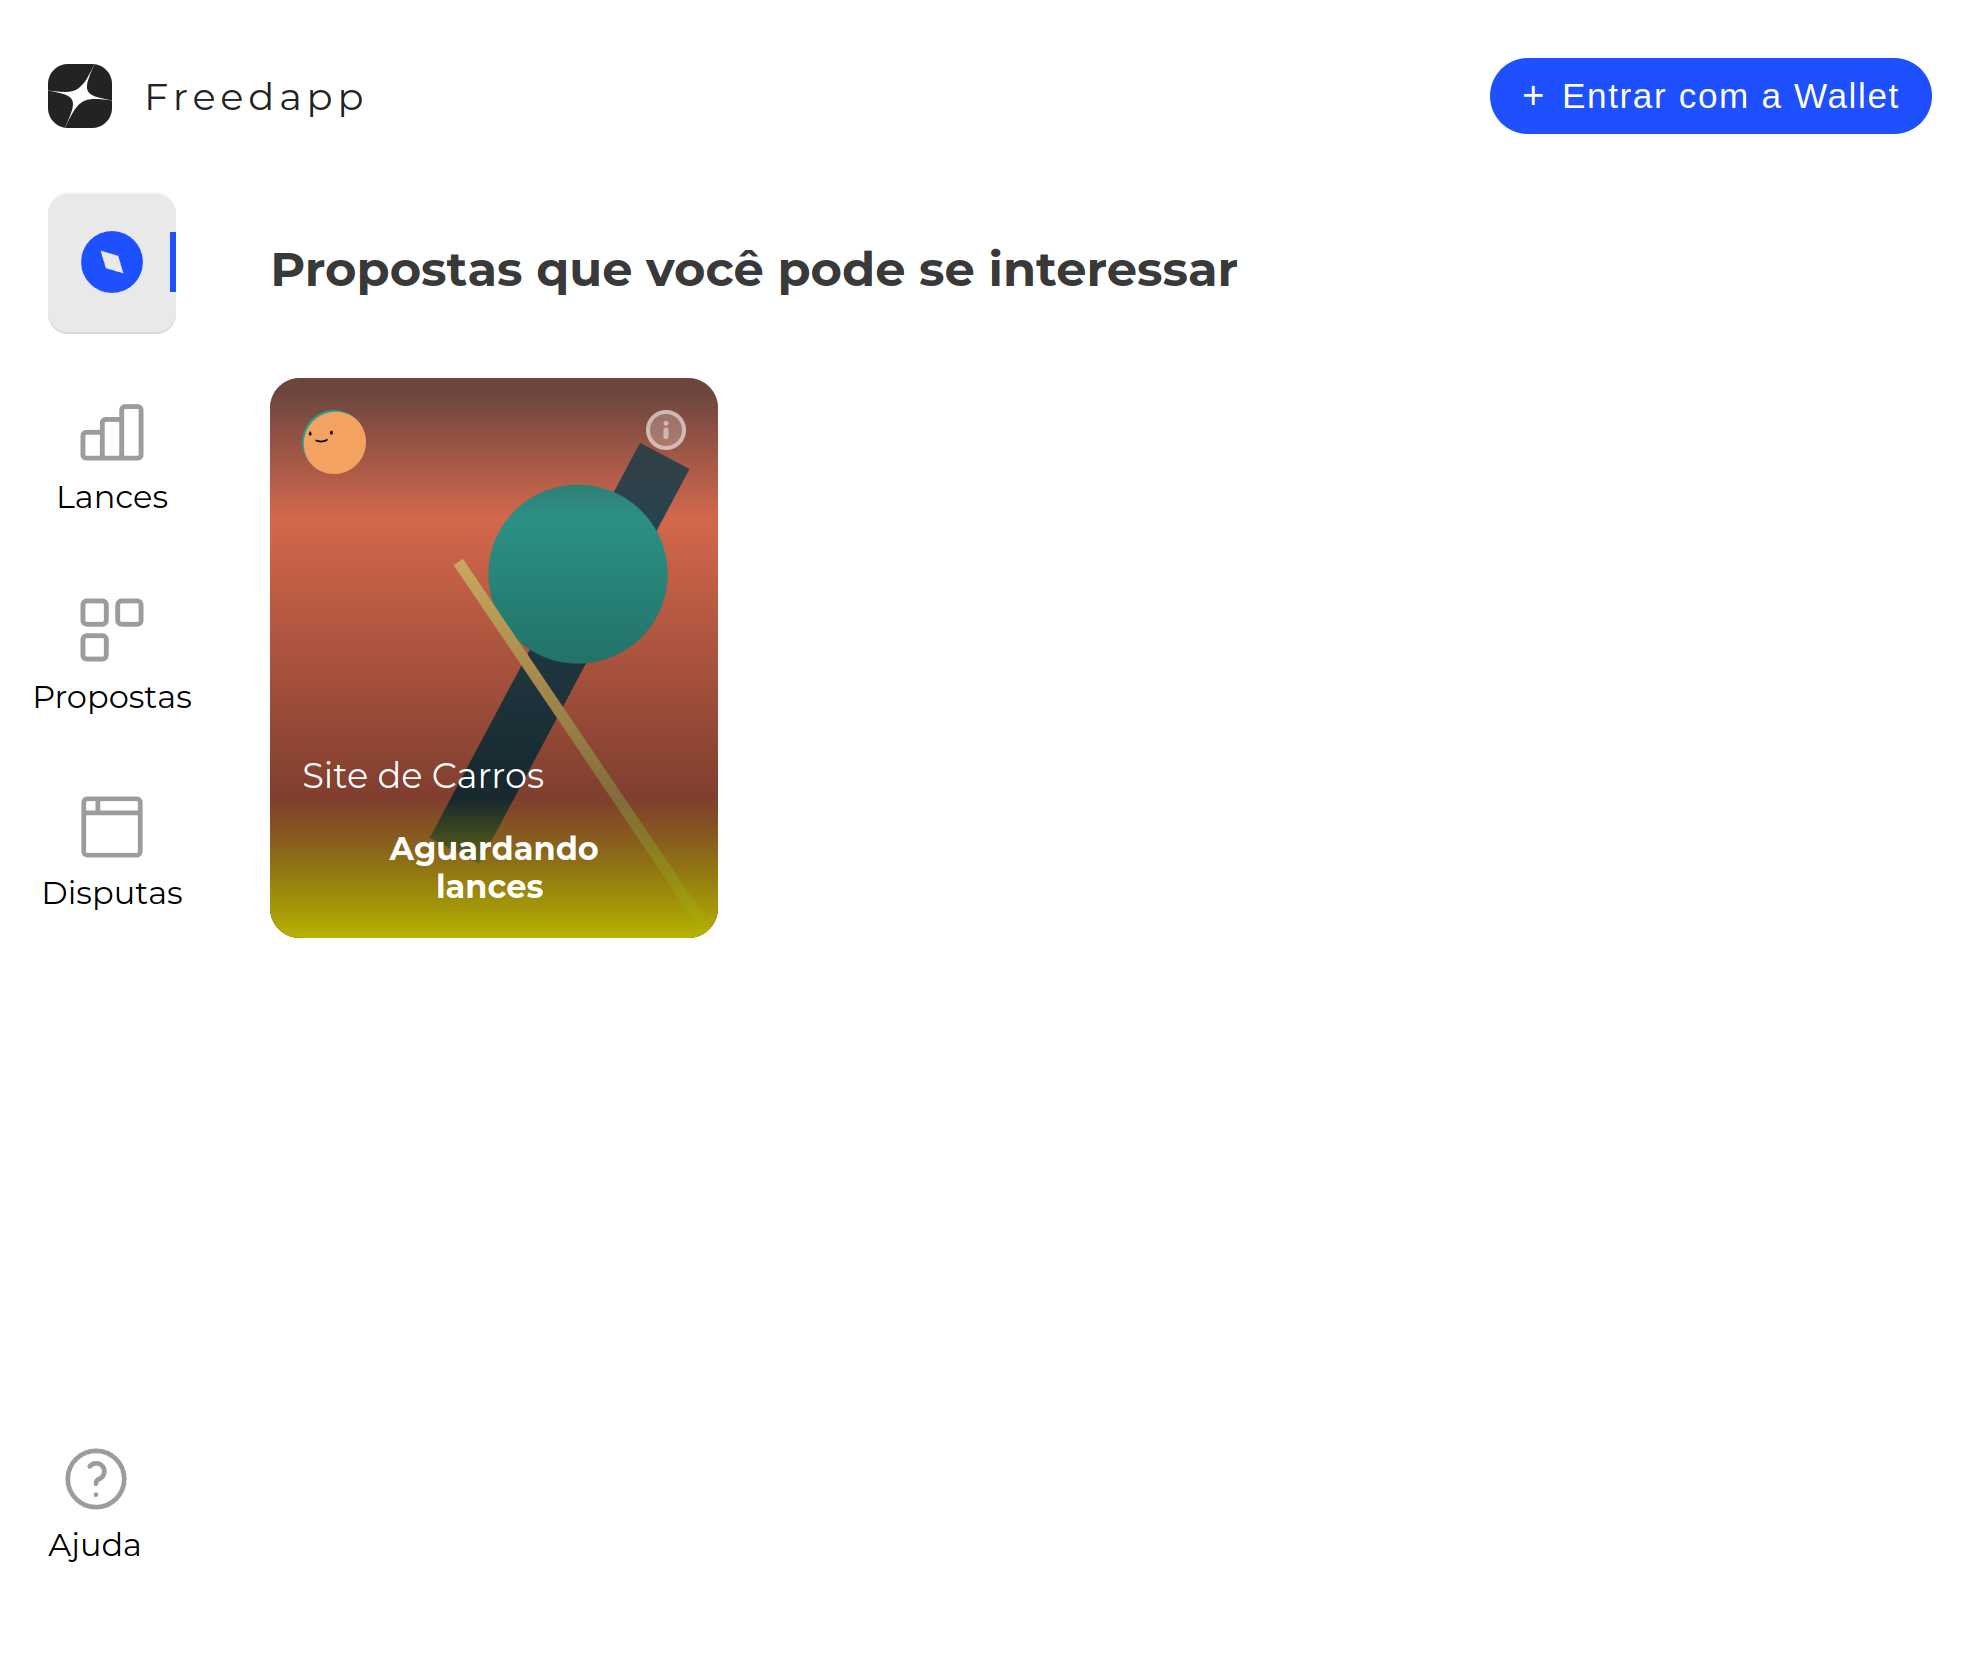 Freedapp
+ Entrar com a Wallet
Propostas que você pode se interessar
Lances
Propostas
Disputas
Site de Carros
Aguardando
lances
Ajuda